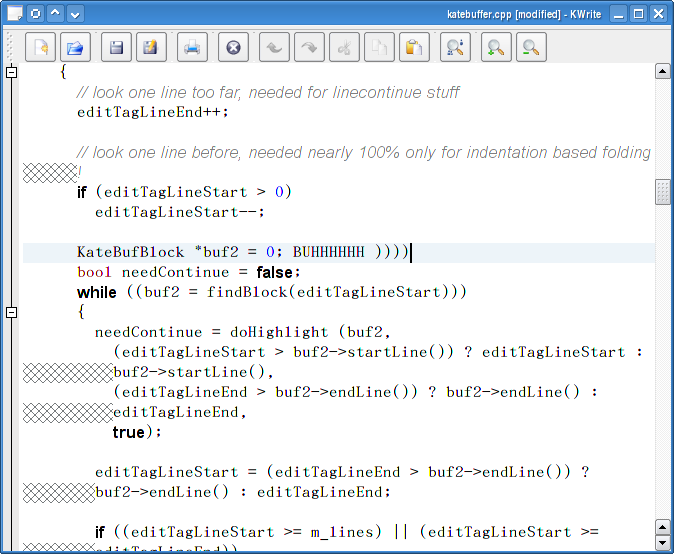 katebuffer.cpp [modified] - KWrite
{
// look one line too far, needed for linecontinue stuff
editTagLineEnd++;
// look one line before, needed nearly 100% only for indentation based folding
!
if (editTagLineStart > 0)
editTagLineStart--;
KateBufBlock *buf2 = 0; BUHHHHHH ))))
bool needContinue = false;
while ((buf2 = findBlock(editTagLineStart)))
{
needContinue = doHighlight (buf2,
(editTagLineStart > buf2->startLine()) ? editTagLineStart :
buf2->startLine(),
(editTagLineEnd > buf2->endLine()) ? buf2->endLine() :
editTagLineEnd,
true);
editTagLineStart = (editTagLineEnd > buf2->endLine()) ?
buf2->endLine() : editTagLineEnd;
if ((editTagLineStart >= m_lines) || (editTagLineStart >=
editTagLineEnd))